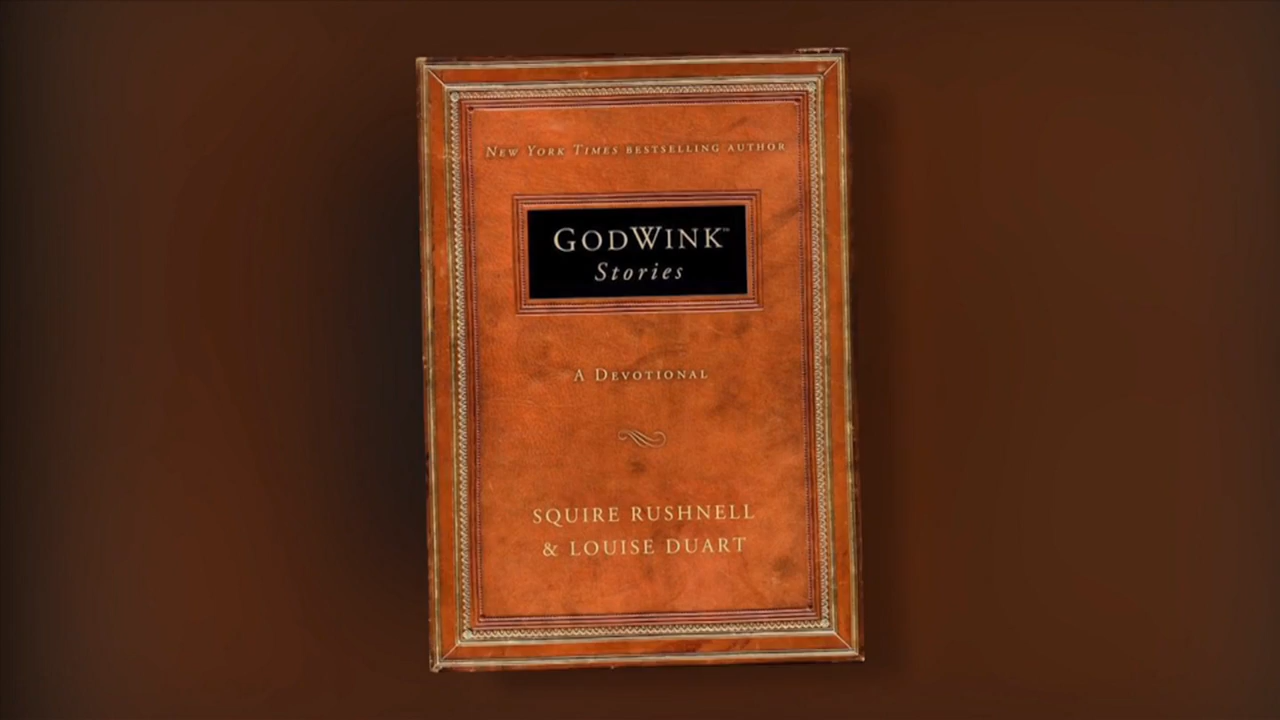 NEW YORK TIMES BESTSELLING AUTHOR
GODWINK™
Stories
A DEVOTIONAL
SQUIRE RUSHNELL
& LOUISE DUART